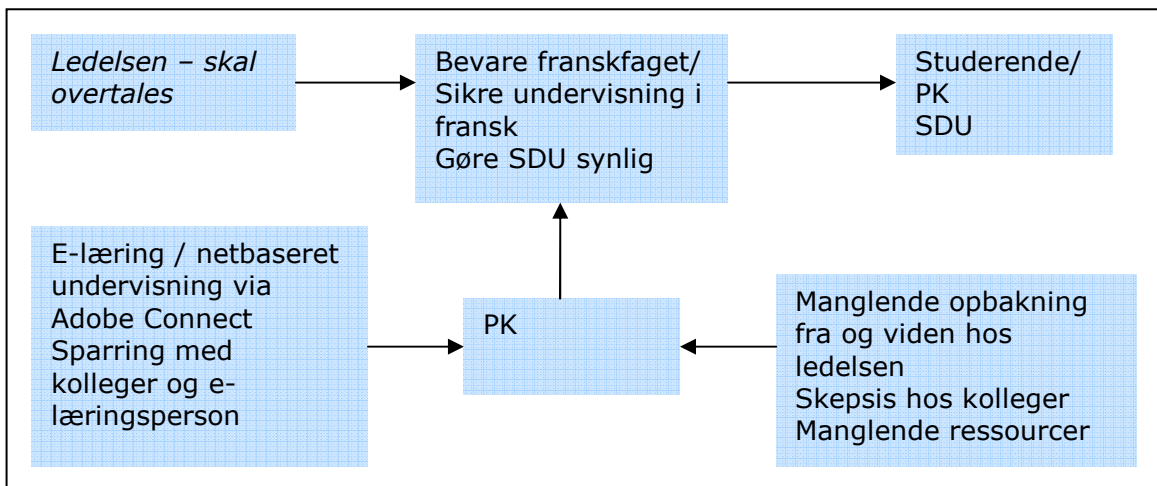 Ledelsen – skal
overtales
Bevare franskfaget/
Sikre undervisning i
fransk
Gøre SDU synlig
Studerende/
PK
SDU
E-læring / netbaseret
undervisning via
Adobe Connect
Sparring med
kolleger og e-
læringsperson
PK
Manglende opbakning
fra og viden hos
ledelsen
Skepsis hos kolleger
Manglende ressourcer